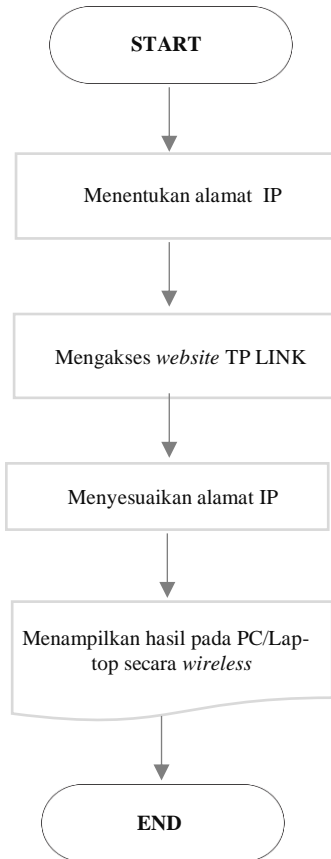 START
Menentukan alamat IP
Mengakses website TP LINK
Menyesuaikan alamat IP
Menampilkan hasil pada PC/Lap-
top secara wireless
END